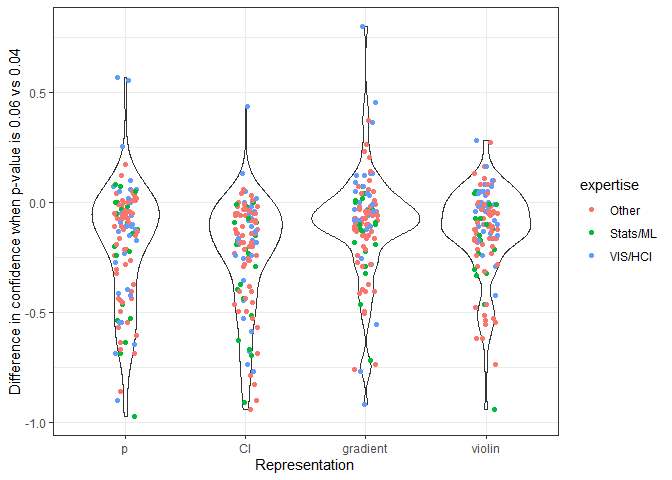 Difference in confidence when p-value is 0.06 vs 0.04
0.5
0.0
-0.5
-1.0
p
CI
gradient
violin
Representation
expertise
Other
Stats/ML
VIS/HCI